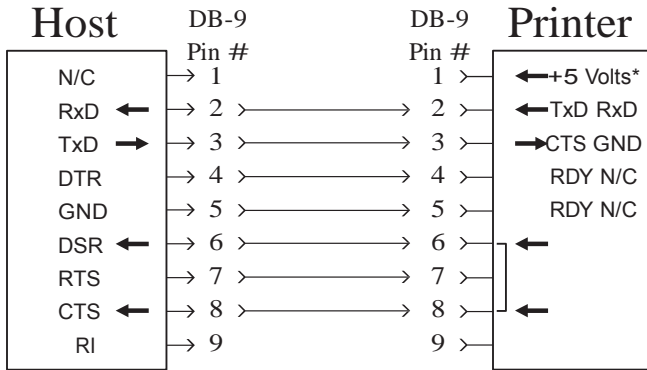 Host DB-9 DB-9 Printer
Pin # Pin #
N/C 1 1 +5 Volts*
RxD 2 2 TxD RxD
TxD 3 3 CTS GND
DTR 4 4 RDY N/C
GND 5 5 RDY N/C
DSR 6 6
RTS 7 7
CTS 8 8
RI 9 9